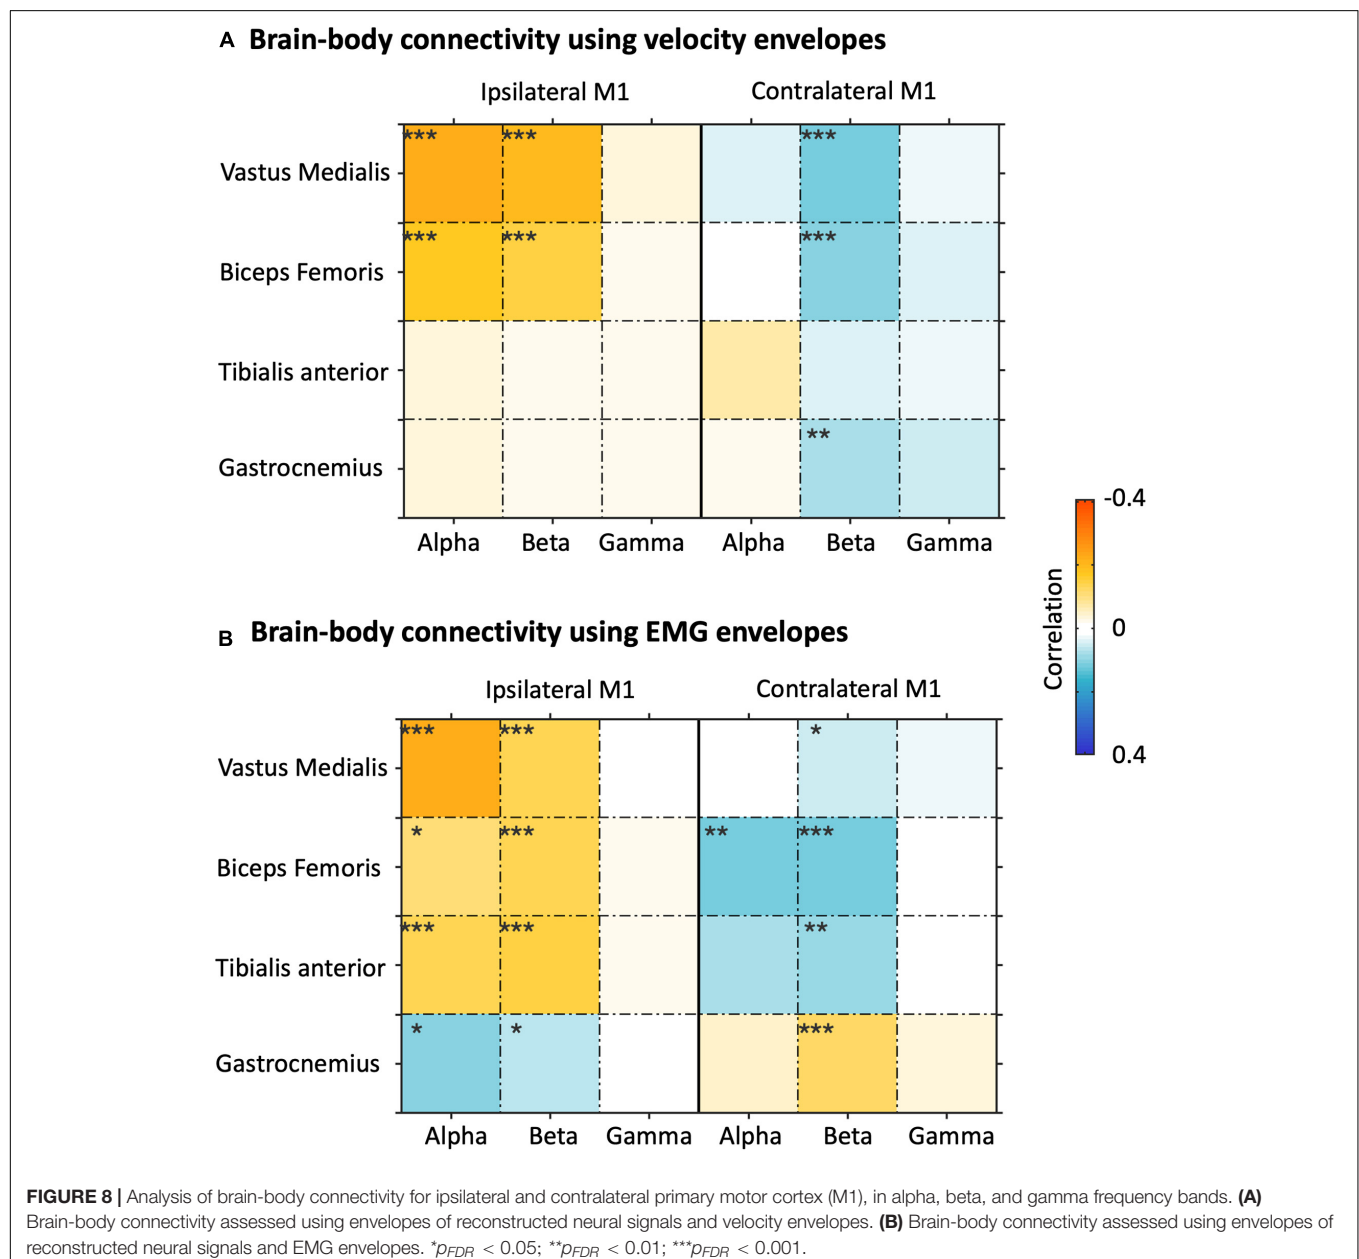 A Brain-body connectivity using velocity envelopes
Ipsilateral M1 Contralateral M1
*** *** ***
Vastus Medialis
*** *** ***
Biceps Femoris
Tibialis anterior
**
Gastrocnemius
Alpha Beta Gamma Alpha Beta Gamma
B Brain-body connectivity using EMG envelopes
Ipsilateral M1 Contralateral M1
*** *** *
Vastus Medialis
* *** ** ***
Biceps Femoris
*** *** **
Tibialis anterior
* * ***
Gastrocnemius
Alpha Beta Gamma Alpha Beta Gamma
-0.4
0
0.4
Correlation
FIGURE 8 | Analysis of brain-body connectivity for ipsilateral and contralateral primary motor cortex (M1), in alpha, beta, and gamma frequency bands. (A)
Brain-body connectivity assessed using envelopes of reconstructed neural signals and velocity envelopes. (B) Brain-body connectivity assessed using envelopes of
reconstructed neural signals and EMG envelopes. *pFDR < 0.05; **pFDR < 0.01; ***pFDR < 0.001.